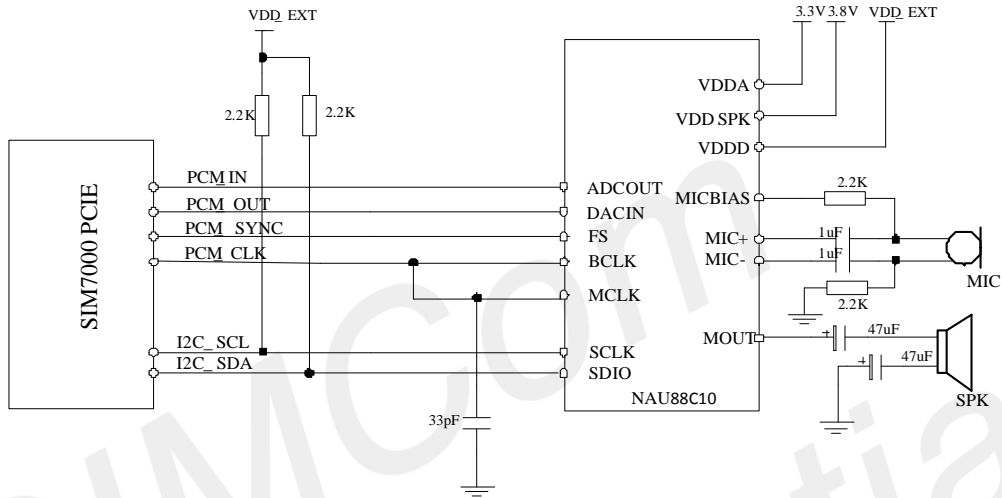 VDD_EXT
3.3V 3.8V VDD_EXT
2.2K
2.2K
SIM7000 PCIE
PCM_IN
PCM_OUT
PCM_SYNC
PCM_CLK
I2C_SCL
I2C_SDA
33pF
ADCOUT
DACIN
FS
BCLK
MCLK
SCLK
SDIO
NAU88C10
VDDA
VDD SPK
VDDD
MICBIAS
MIC+
MIC-
MOUT
2.2K
1uF
1uF
MIC
2.2K
47uF
47uF
SPK
SIMCom